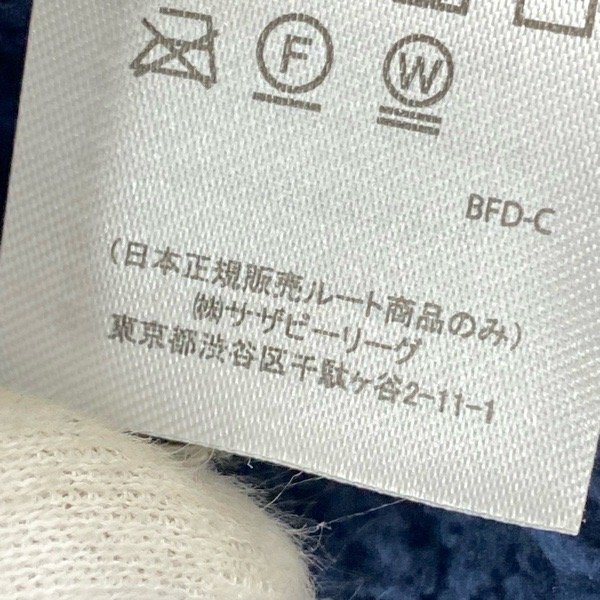 F W
BFD-C
(日本正規販売ルート商品のみ)
㈱サザビーリーグ
東京都渋谷区千駄ヶ谷2-11-1